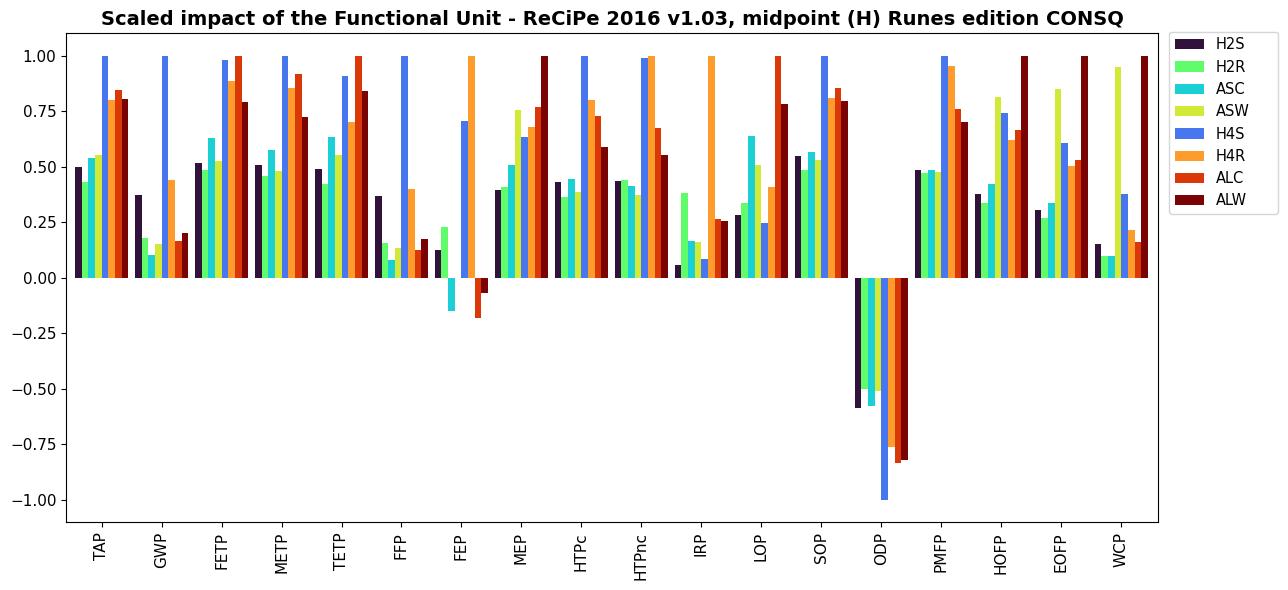 Scaled impact of the Functional Unit - ReCiPe 2016 v1.03, midpoint (H) Runes edition CONSQ
1.00
0.75
0.50
0.25
0.00
−0.25
−0.50
−0.75
−1.00
TAP
GWP
FETP
METP
TETP
FFP
FEP
MEP
HTPc
HTPnc
IRP
LOP
SOP
ODP
PMFP
HOFP
EOFP
WCP
H2S
H2R
ASC
ASW
H4S
H4R
ALC
ALW